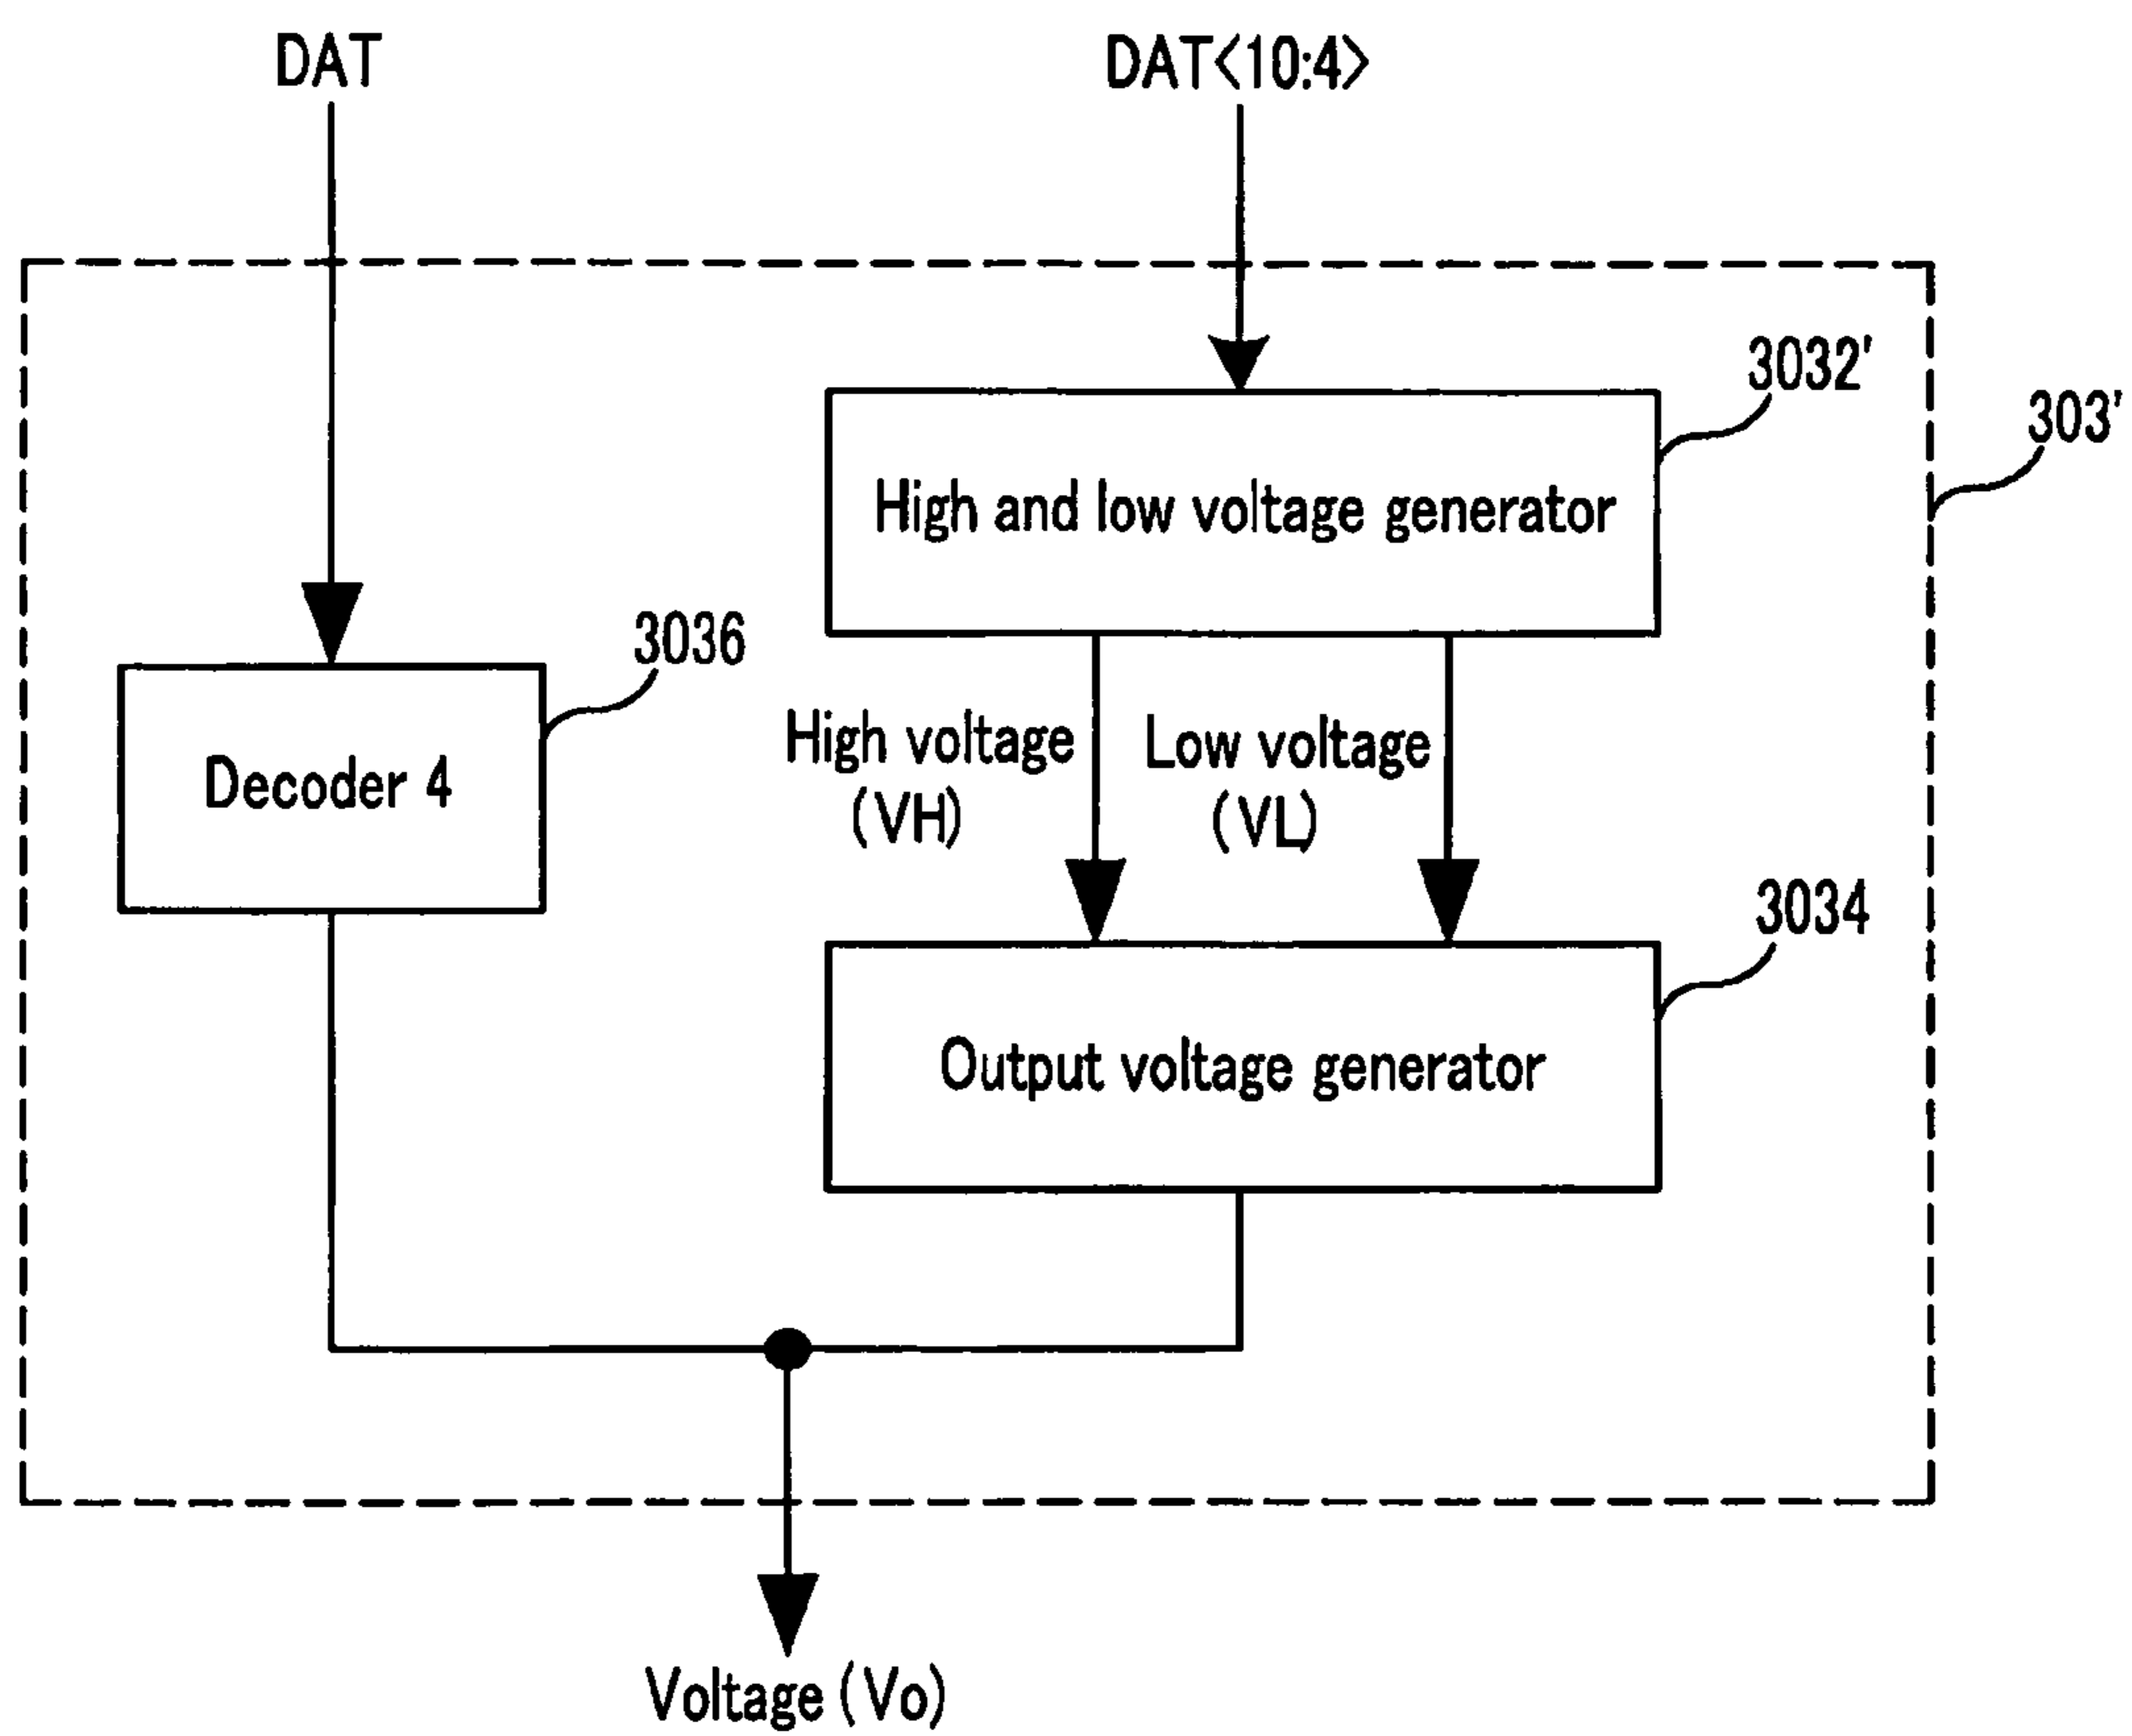 DAT
DAT<10:4>
3032'
303'
High and low voltage generator
3036
Decoder 4
High voltage
(VH)
Low voltage
(VL)
3034
Output voltage generator
Voltage (Vo)